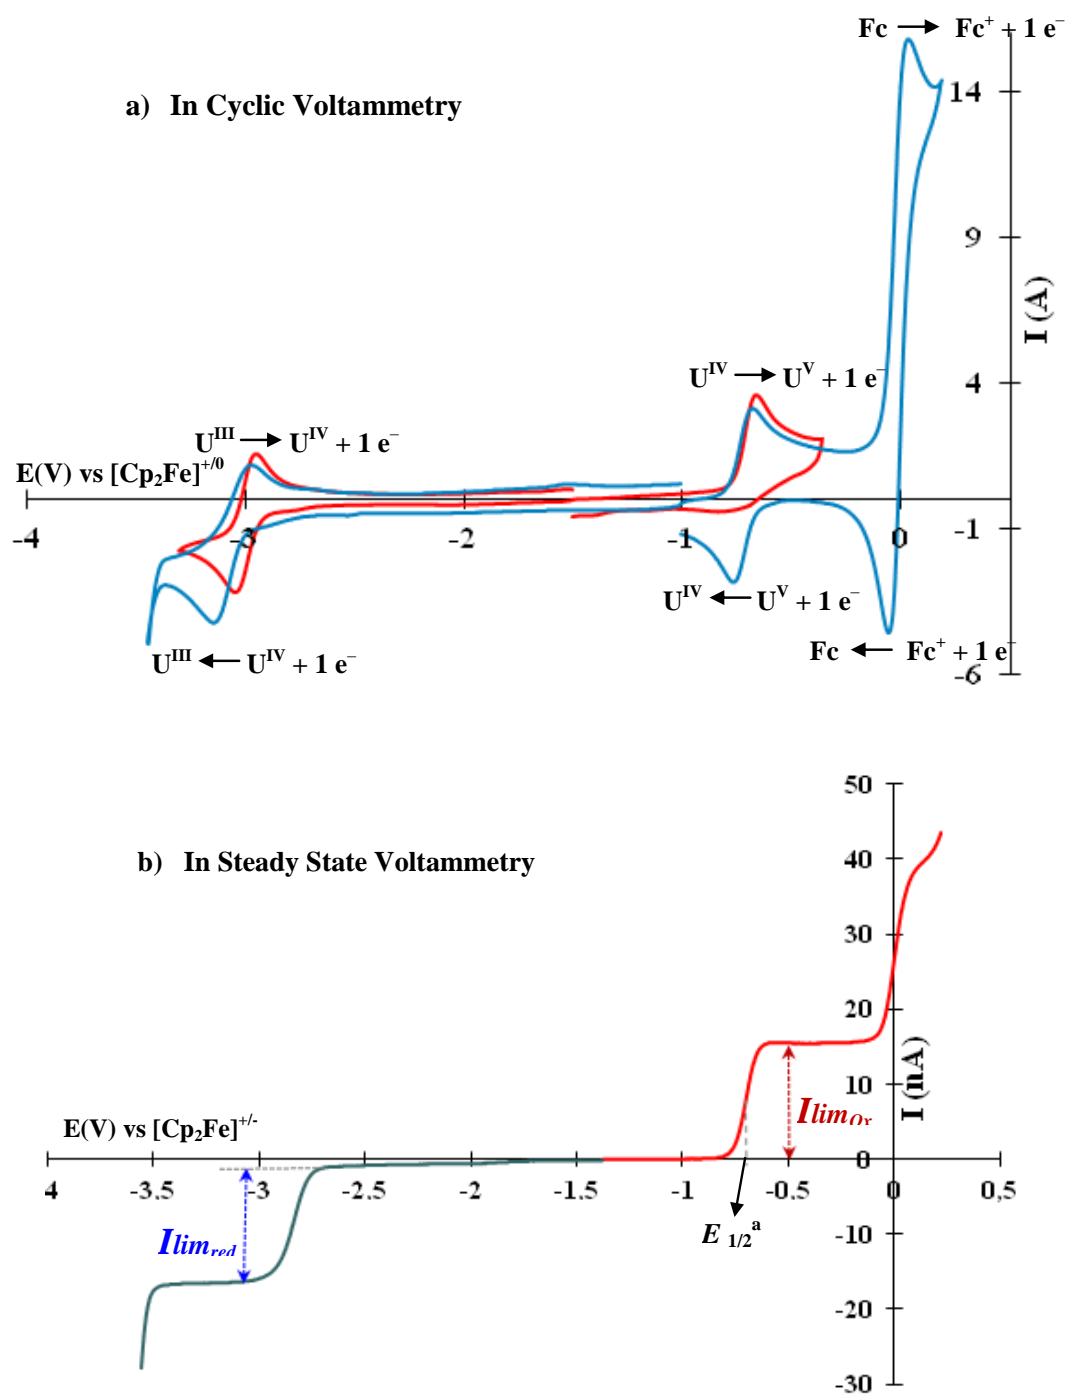 Fc → Fc⁺ + 1 e⁻
a) In Cyclic Voltammetry
14
9
I (A)
U^IV → U^V + 1 e⁻
4
U^III → U^IV + 1 e⁻
E(V) vs [Cp₂Fe]^+/0
-4 -3 -2 -1 0
-1
U^IV ← U^V + 1 e⁻
Fc ← Fc⁺ + 1 e⁻
U^III ← U^IV + 1 e⁻
-6
50
b) In Steady State Voltammetry
40
30
20
I (nA)
10
Ilim_Ox
E(V) vs [Cp₂Fe]^+/-
0
4 -3.5 -3 -2.5 -2 -1.5 -1 -0.5 0 0,5
E 1/2^a
Ilim_red
-10
-20
-30